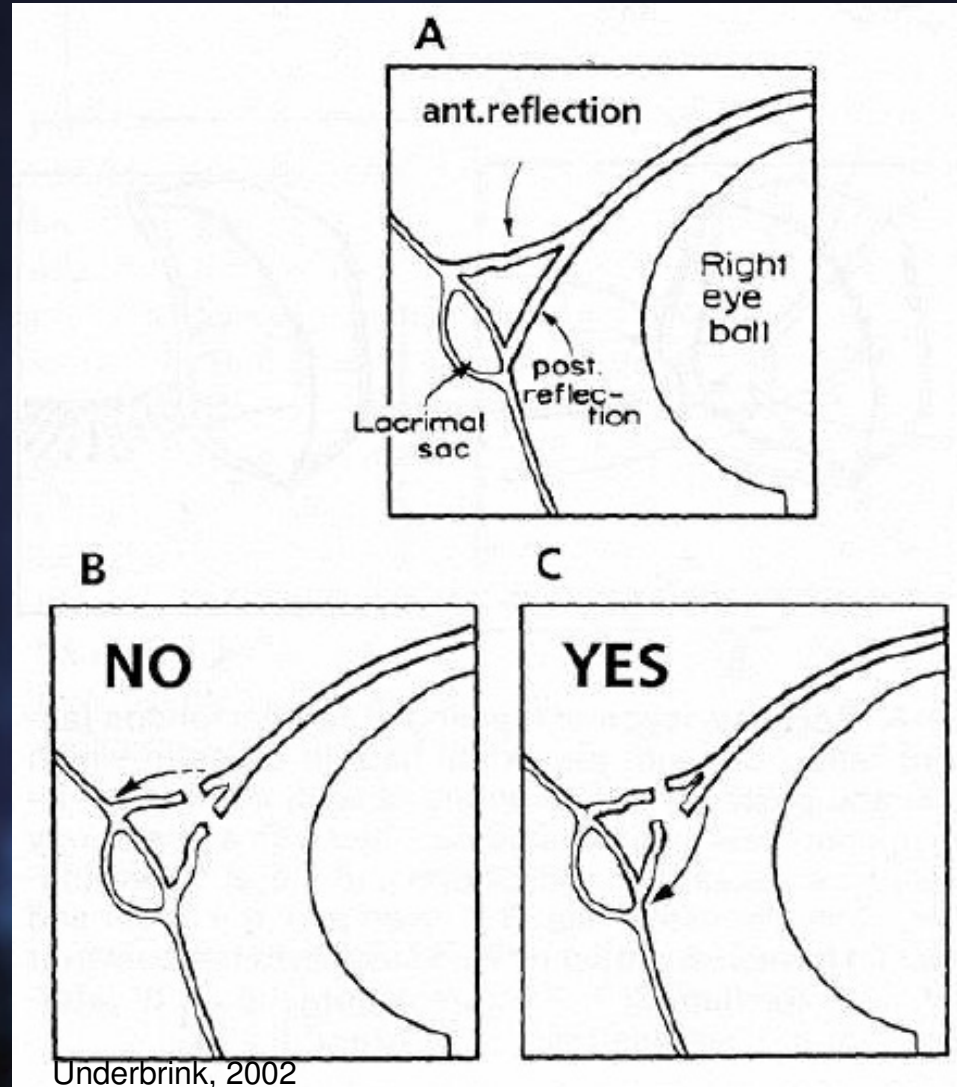 A
ant.reflection
Right
eye
ball
post.
reflec-
tion
Lacrimal
sac
B
C
NO
YES
Underbrink, 2002